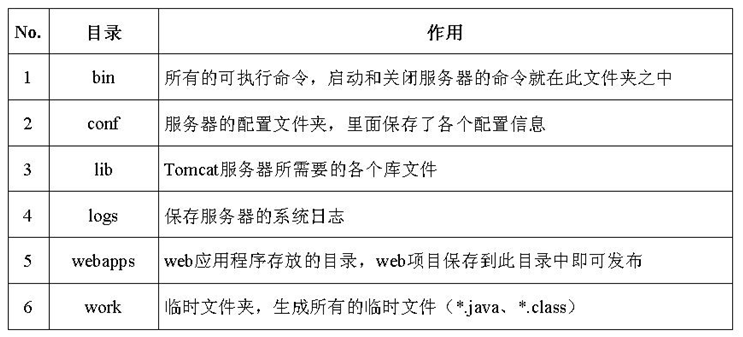 No. 目录 作用
1 bin 所有的可执行命令，启动和关闭服务器的命令就在此文件夹之中
2 conf 服务器的配置文件夹，里面保存了各个配置信息
3 lib Tomcat服务器所需要的各个库文件
4 logs 保存服务器的系统日志
5 webapps web应用程序存放的目录，web项目保存到此目录中即可发布
6 work 临时文件夹，生成所有的临时文件（*.java、*.class）